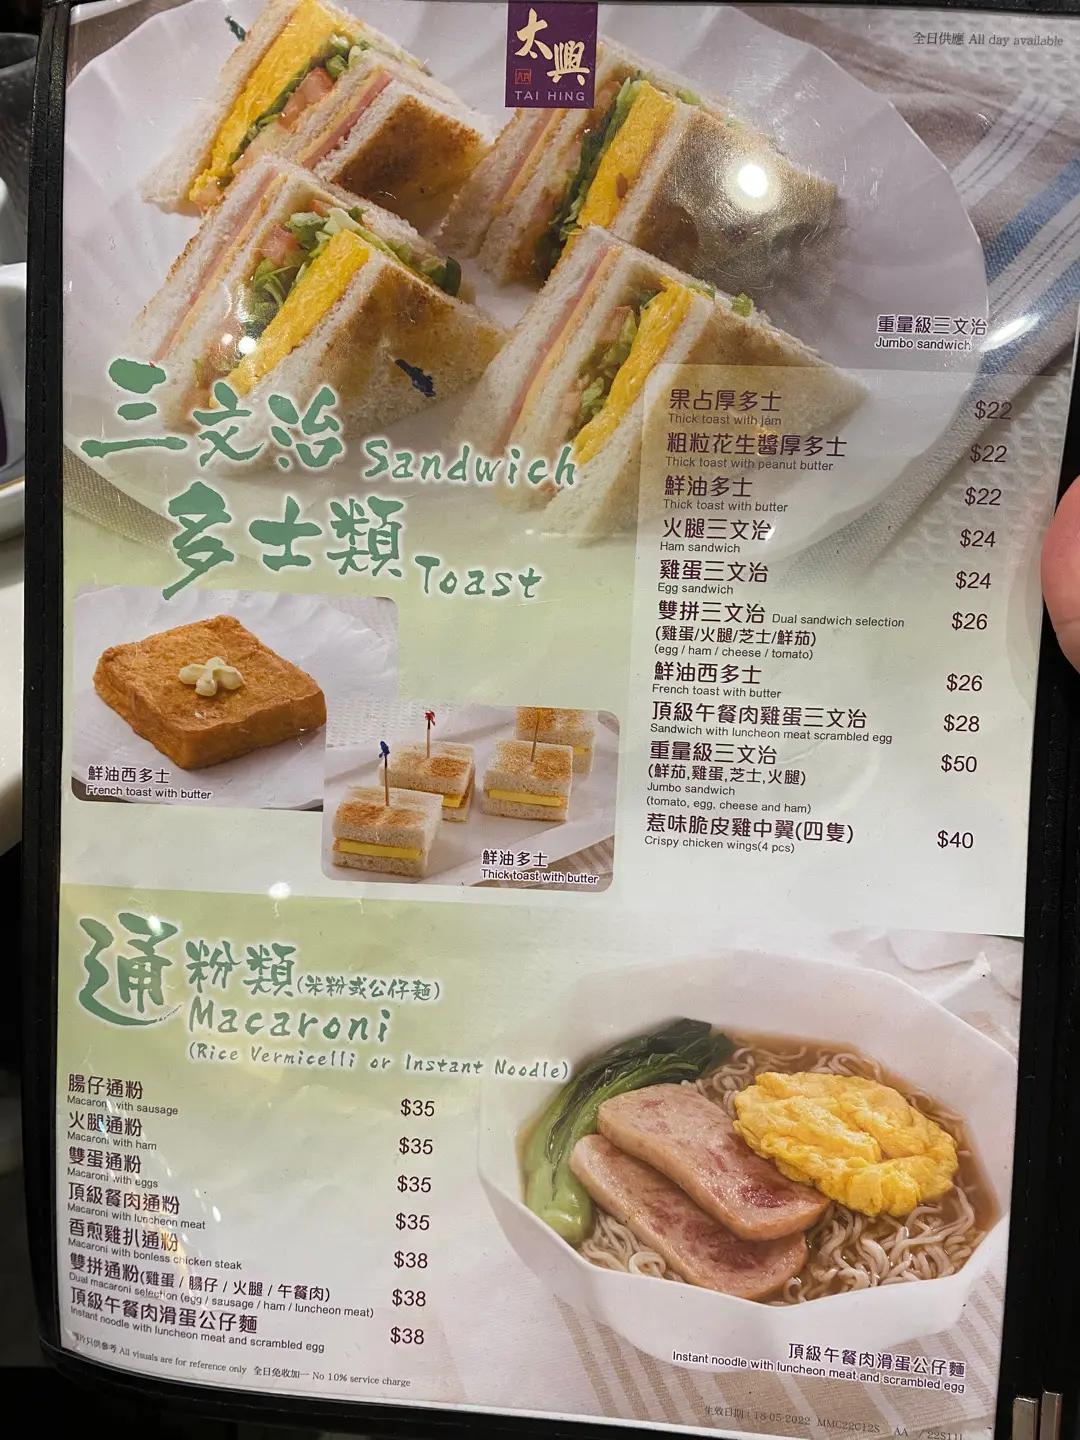 太興
TAI HING
全日供應 All day available
重量級三文治
Jumbo sandwich
三文治 Sandwich
多士類 Toast
果占厚多士 $22
Thick toast with jam
粗粒花生醬厚多士 $22
Thick toast with peanut butter
鮮油多士 $22
Thick toast with butter
火腿三文治 $24
Ham sandwich
雞蛋三文治 $24
Egg sandwich
雙拼三文治 Dual sandwich selection $26
(雞蛋/火腿/芝士/鮮茄)
(egg / ham / cheese / tomato)
鮮油西多士 $26
French toast with butter
頂級午餐肉雞蛋三文治 $28
Sandwich with luncheon meat scrambled egg
重量級三文治 $50
(鮮茄,雞蛋,芝士,火腿)
Jumbo sandwich
(tomato, egg, cheese and ham)
惹味脆皮雞中翼(四隻) $40
Crispy chicken wings(4 pcs)
鮮油西多士
French toast with butter
鮮油多士
Thick toast with butter
通粉類(米粉或公仔麵)
Macaroni
(Rice Vermicelli or Instant Noodle)
腸仔通粉 $35
Macaroni with sausage
火腿通粉 $35
Macaroni with ham
雙蛋通粉 $35
Macaroni with eggs
頂級餐肉通粉 $35
Macaroni with luncheon meat
香煎雞扒通粉 $38
Macaroni with bonless chicken steak
雙拼通粉(雞蛋 / 腸仔 / 火腿 / 午餐肉) $38
Dual macaroni selection (egg / sausage / ham / luncheon meat)
頂級午餐肉滑蛋公仔麵 $38
Instant noodle with luncheon meat and scrambled egg
圖片只供參考 All visuals are for reference only 全日免收加一 No 10% service charge
頂級午餐肉滑蛋公仔麵
Instant noodle with luncheon meat and scrambled egg
生效日期: 18-05-2022 MMC22C12S AA